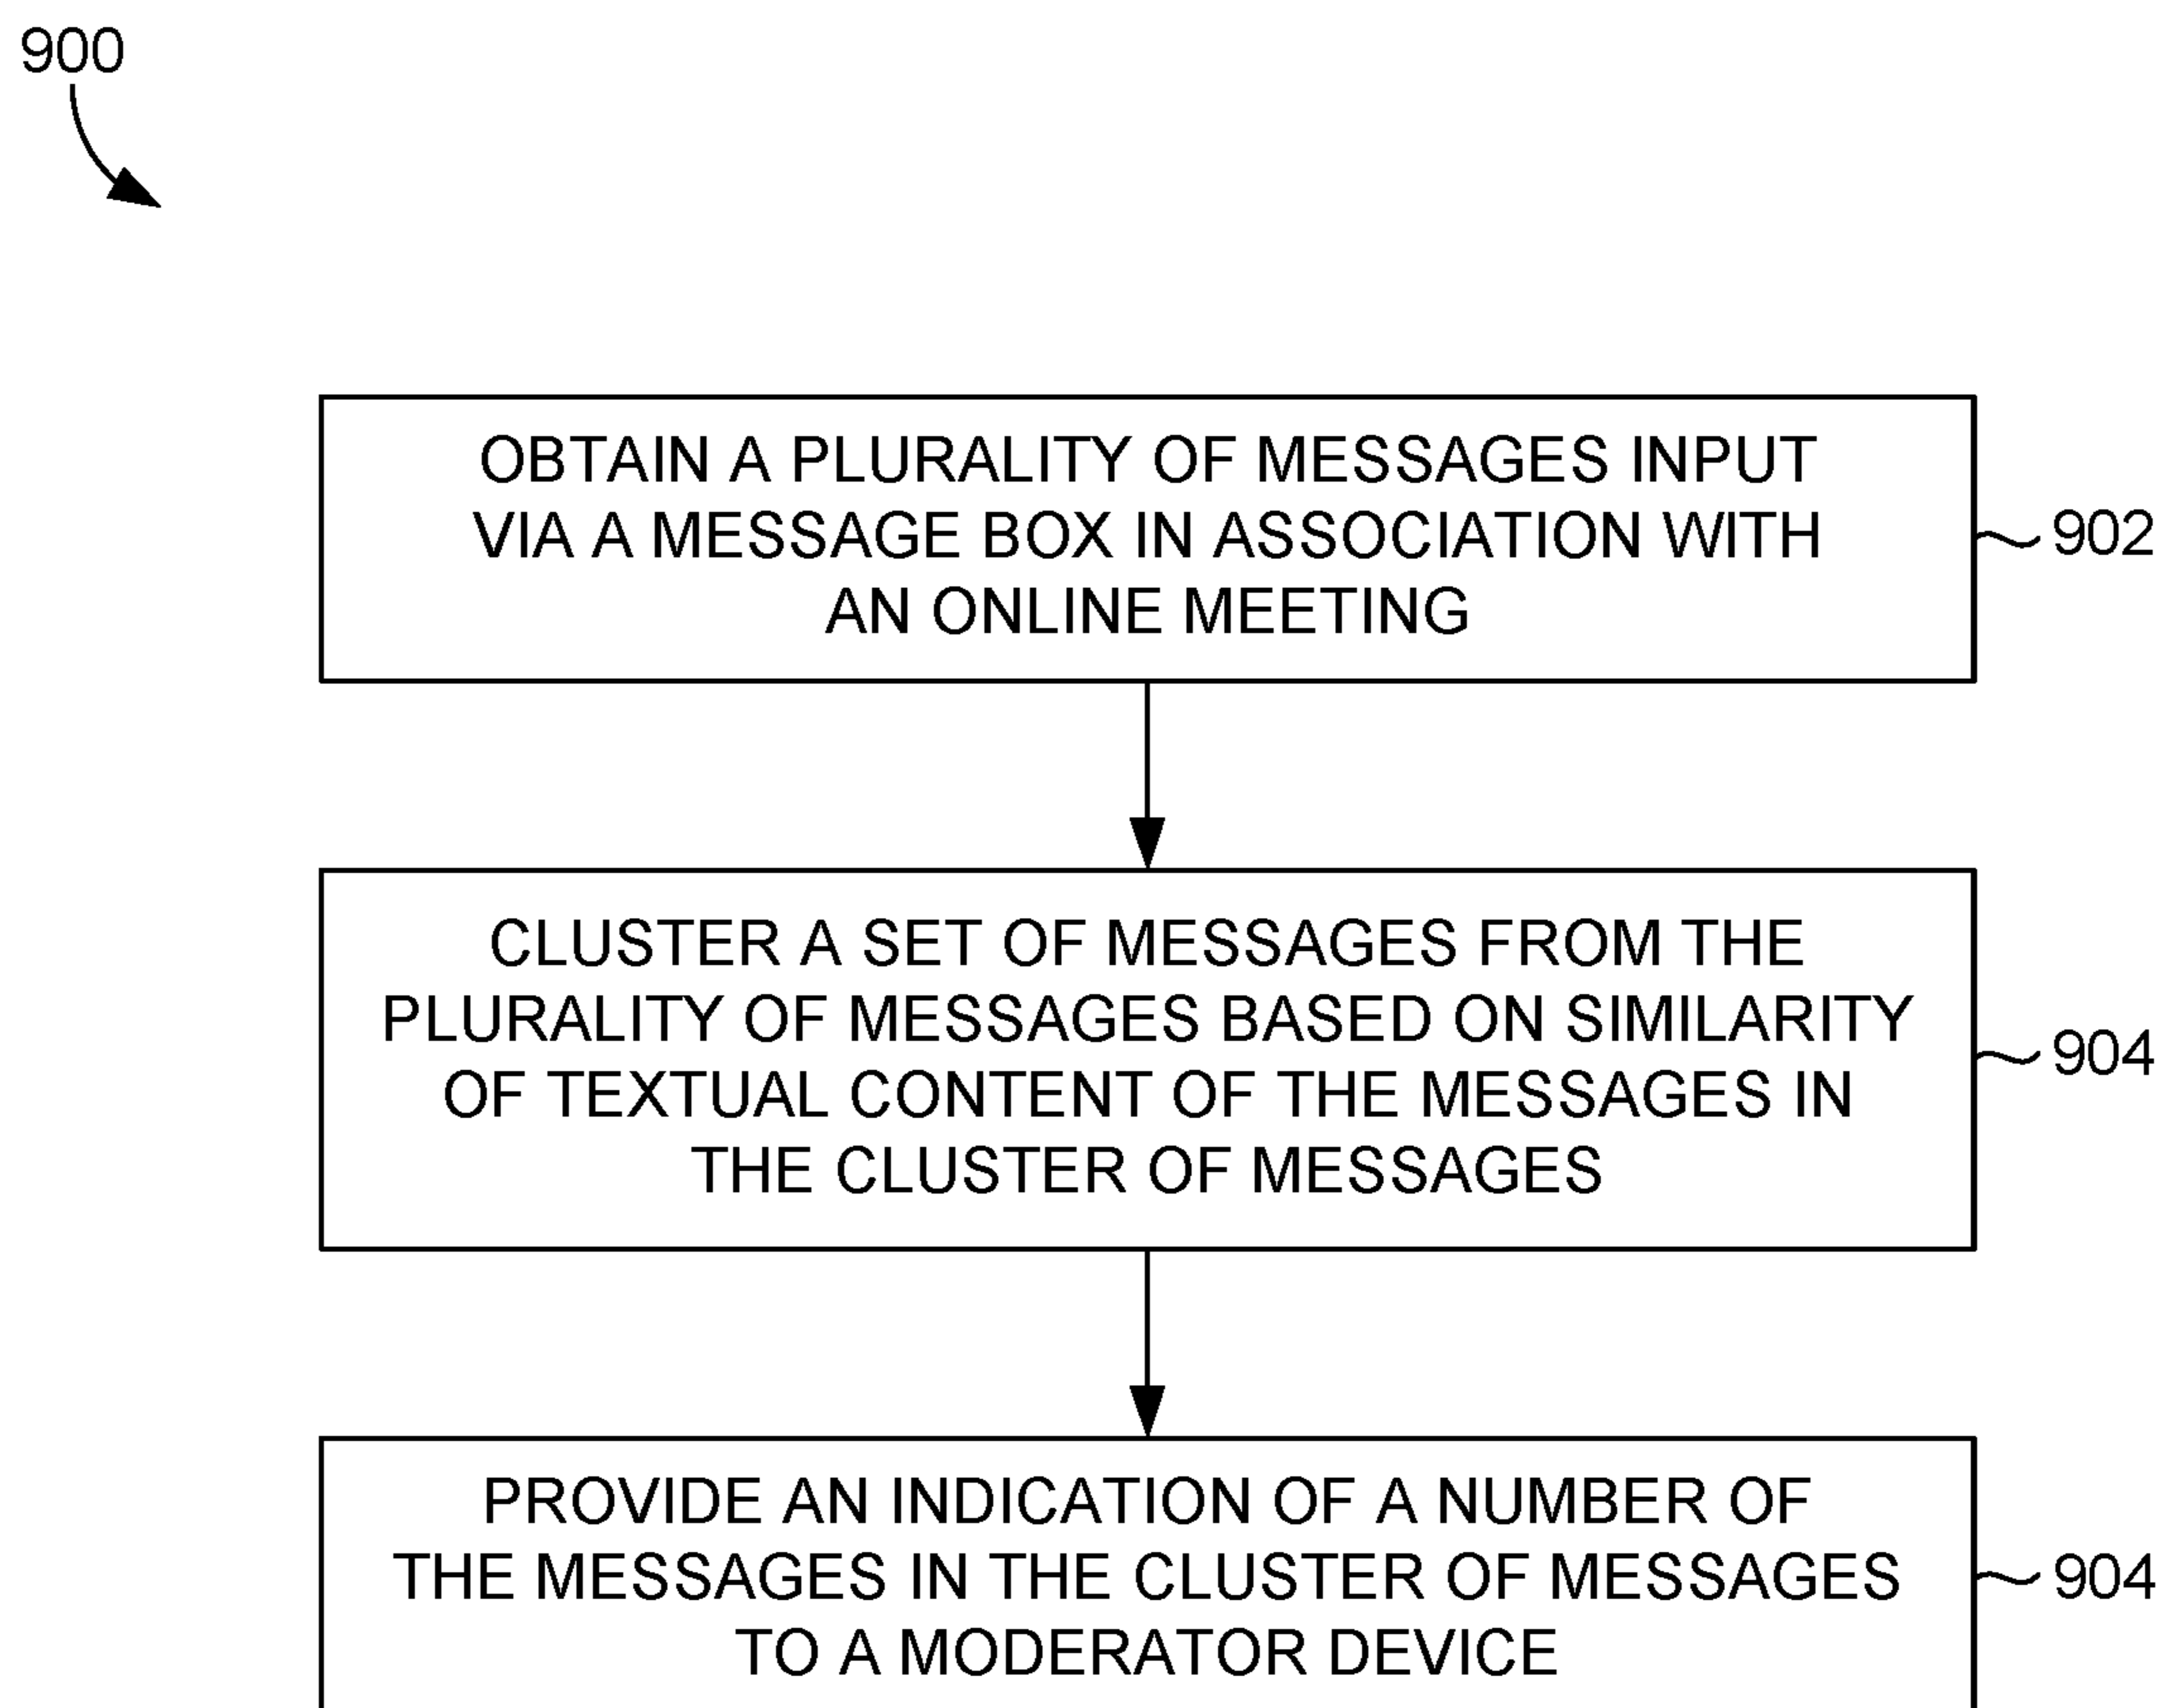 900
OBTAIN A PLURALITY OF MESSAGES INPUT
VIA A MESSAGE BOX IN ASSOCIATION WITH
AN ONLINE MEETING
902
CLUSTER A SET OF MESSAGES FROM THE
PLURALITY OF MESSAGES BASED ON SIMILARITY
OF TEXTUAL CONTENT OF THE MESSAGES IN
THE CLUSTER OF MESSAGES
904
PROVIDE AN INDICATION OF A NUMBER OF
THE MESSAGES IN THE CLUSTER OF MESSAGES
TO A MODERATOR DEVICE
904